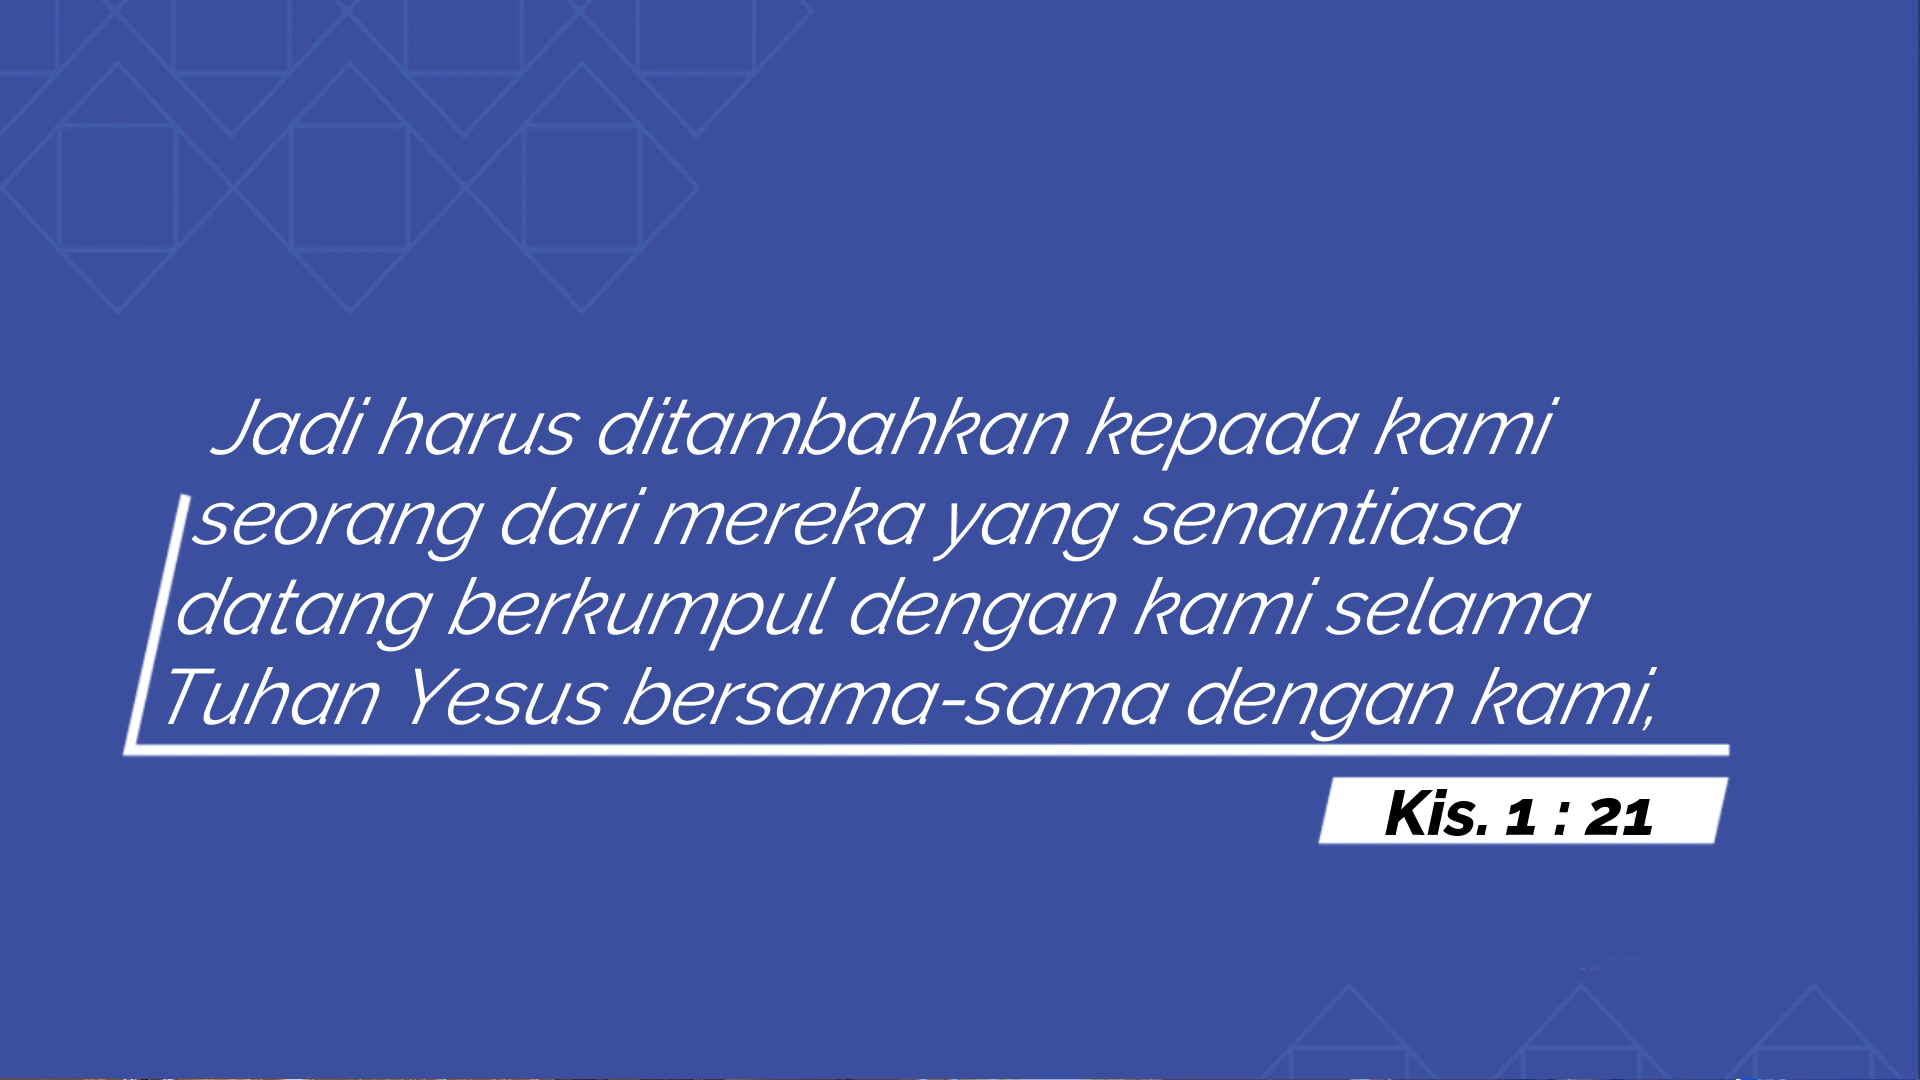 Jadi harus ditambahkan kepada kami
seorang dari mereka yang senantiasa
datang berkumpul dengan kami selama
Tuhan Yesus bersama-sama dengan kami,
Kis. 1 : 21